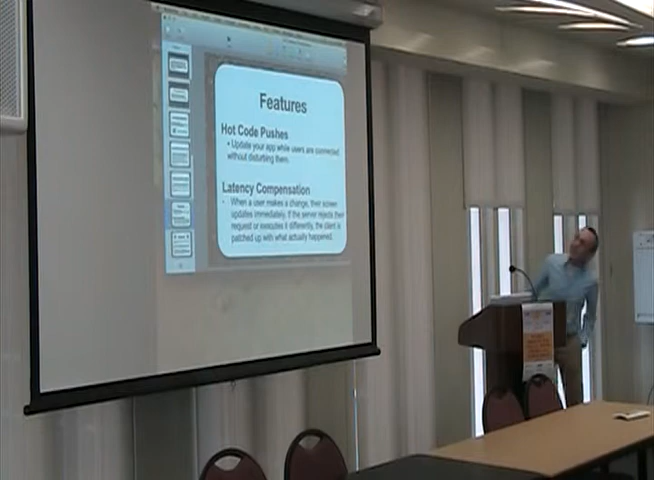 Features
Hot Code Pushes
• Update your app while users are connected
without disturbing them.
Latency Compensation
- When a user makes a change, their screen
updates immediately. If the server rejects their
request or executes it differently, the client is
patched up with what actually happened.